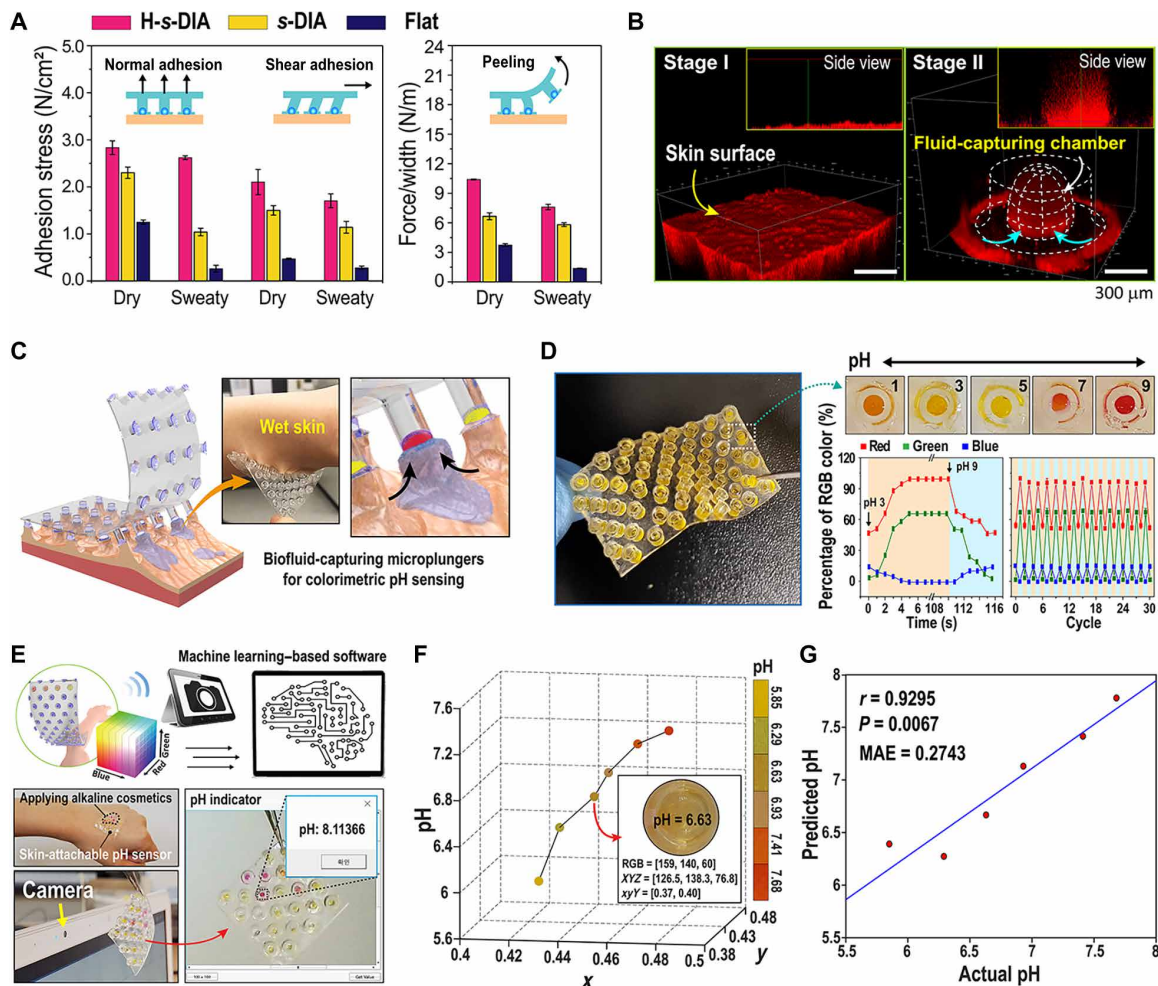 A
H-s-DIA
s-DIA
Flat
Adhesion stress (N/cm²)
5.0
4.0
3.0
2.0
1.0
0.0
Normal adhesion
Shear adhesion
Dry
Sweaty
Dry
Sweaty
Force/width (N/m)
24
21
18
15
12
9
6
3
0
Peeling
Dry
Sweaty
B
Stage I
Side view
Skin surface
Stage II
Side view
Fluid-capturing chamber
300 μm
C
Wet skin
Biofluid-capturing microplungers
for colorimetric pH sensing
D
pH
1
3
5
7
9
Red
Green
Blue
Percentage of RGB color (%)
120
90
60
30
0
pH 3
pH 9
0 2 4 6 108 112 116
Time (s)
0 6 12 18 24 30
Cycle
E
Machine learning–based software
Blue
Red
Green
Applying alkaline cosmetics
Skin-attachable pH sensor
Camera
pH indicator
pH: 8.11366
확인
100 x 100
Get Value
F
pH
7.6
7.2
6.8
6.4
6
5.6
0.4 0.42 0.44 0.46 0.48 0.5
x
0.38
0.43
0.48
y
pH = 6.63
RGB = [159, 140, 60]
XYZ = [126.5, 138.3, 76.8]
xyY = [0.37, 0.40]
pH
5.85
6.29
6.63
6.93
7.41
7.68
G
r = 0.9295
P = 0.0067
MAE = 0.2743
Predicted pH
8
7.5
7
6.5
6
5.5
5.5 6 6.5 7 7.5 8
Actual pH